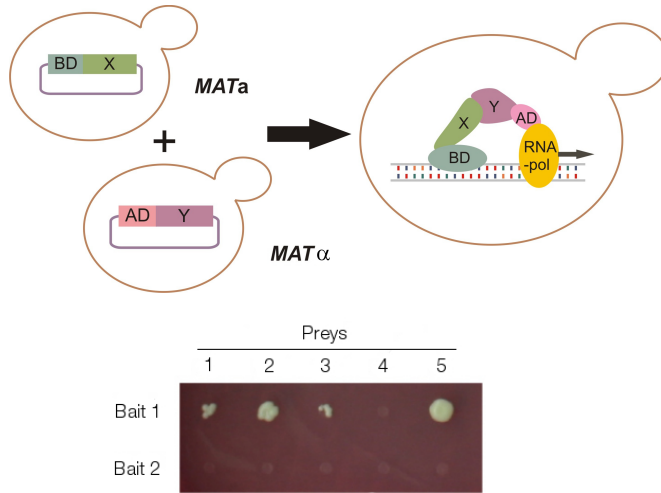 BD X
MATa
+
AD Y
MATα
X Y AD
BD RNA
-pol
Preys
1 2 3 4 5
Bait 1
Bait 2